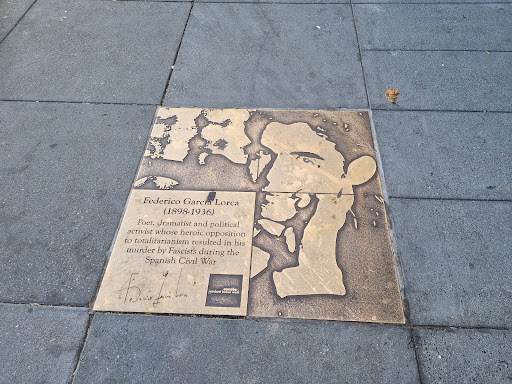 Federico García Lorca
(1898-1936)
Poet, dramatist and political
activist whose heroic opposition
to totalitarianism resulted in his
murder by Fascists during the
Spanish Civil War